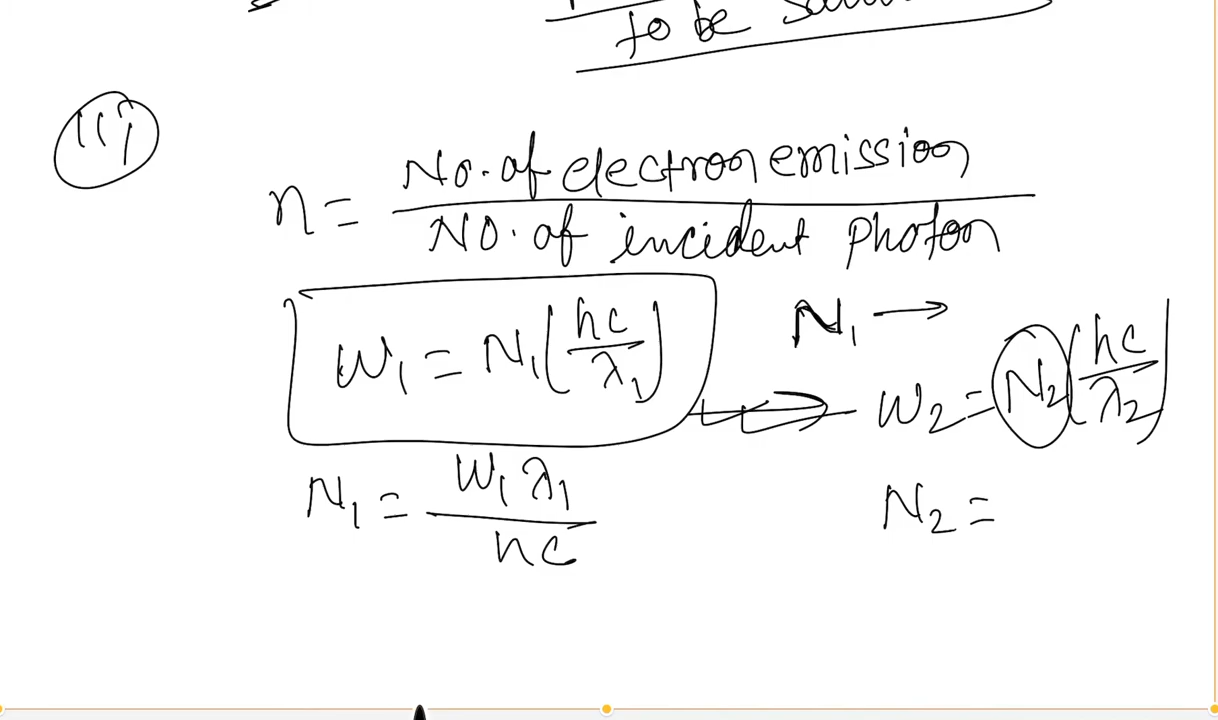 to be
(iii)
η = No. of electron emission / NO. of incident photon
W₁ = N₁(hc/λ₁) N₁ →
W₂ = N₂(hc/λ₂)
N₁ = W₁λ₁/hc N₂ =